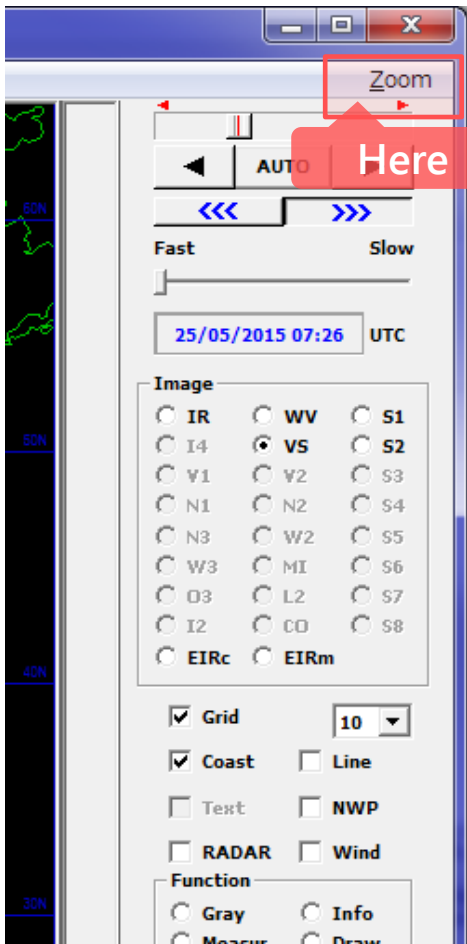 Zoom
Here
AUTO
<<< >>>
Fast Slow
60N
25/05/2015 07:26 UTC
Image
IR WV S1
I4 VS S2
50N
V1 V2 S3
N1 N2 S4
N3 W2 S5
W3 MI S6
O3 L2 S7
I2 CO S8
EIRc EIRm
40N
Grid 10
Coast Line
Text NWP
RADAR Wind
Function
30N
Gray Info
Measur Draw